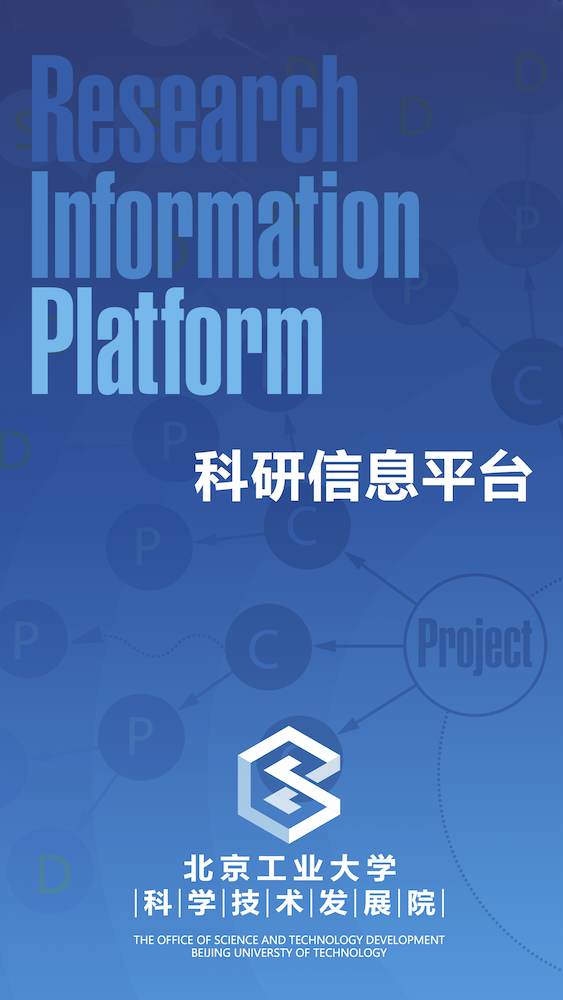 Research
Information
Platform
科研信息平台
Project
北京工业大学
|科|学|技|术|发|展|院|
THE OFFICE OF SCIENCE AND TECHNOLOGY DEVELOPMENT
BEIJING UNIVERSTY OF TECHNOLOGY
D
D
S
P
D
P
C
P
D
C
P
P
C
P
D